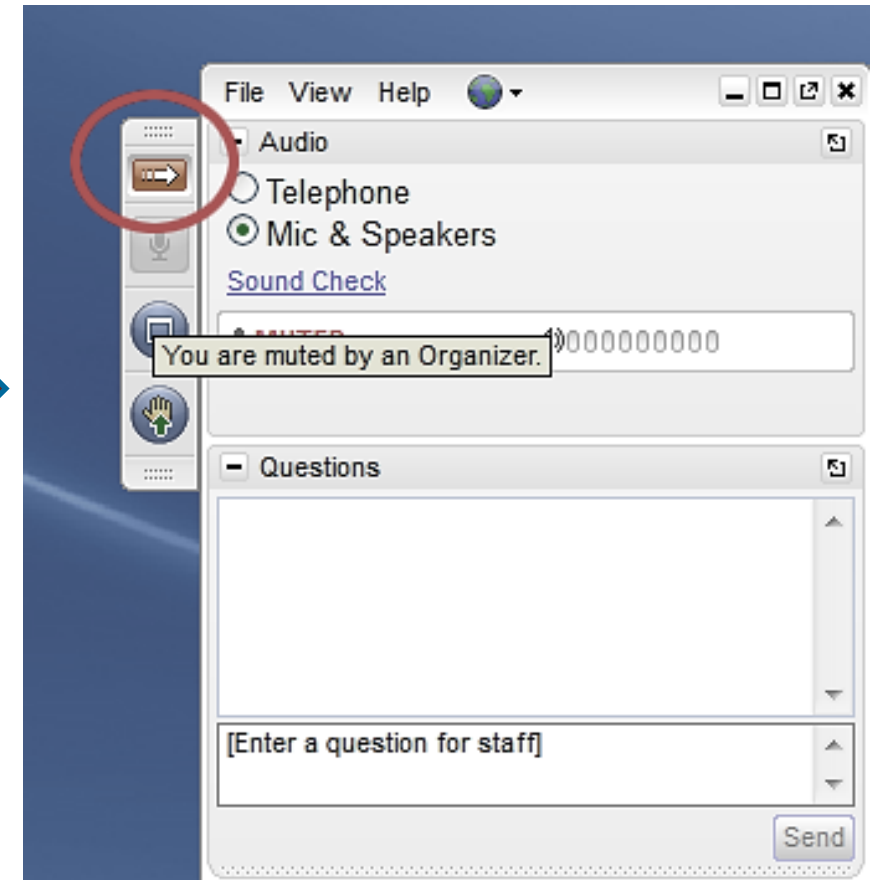 File View Help
Audio
Telephone
Mic & Speakers
Sound Check
MUTED
You are muted by an Organizer.
Questions
[Enter a question for staff]
Send